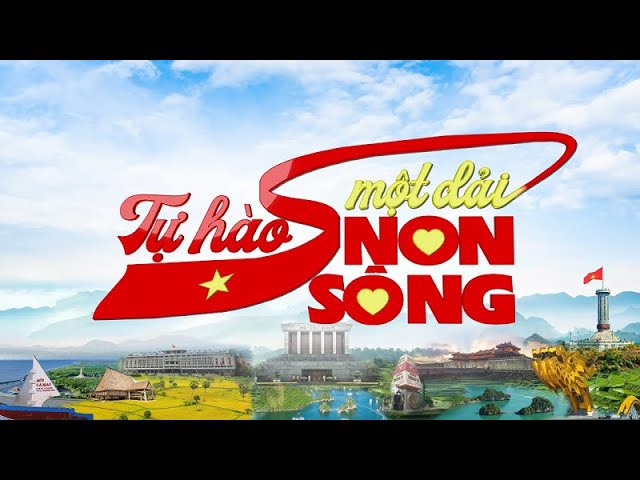 Tự hào
một dải
NON
SÔNG